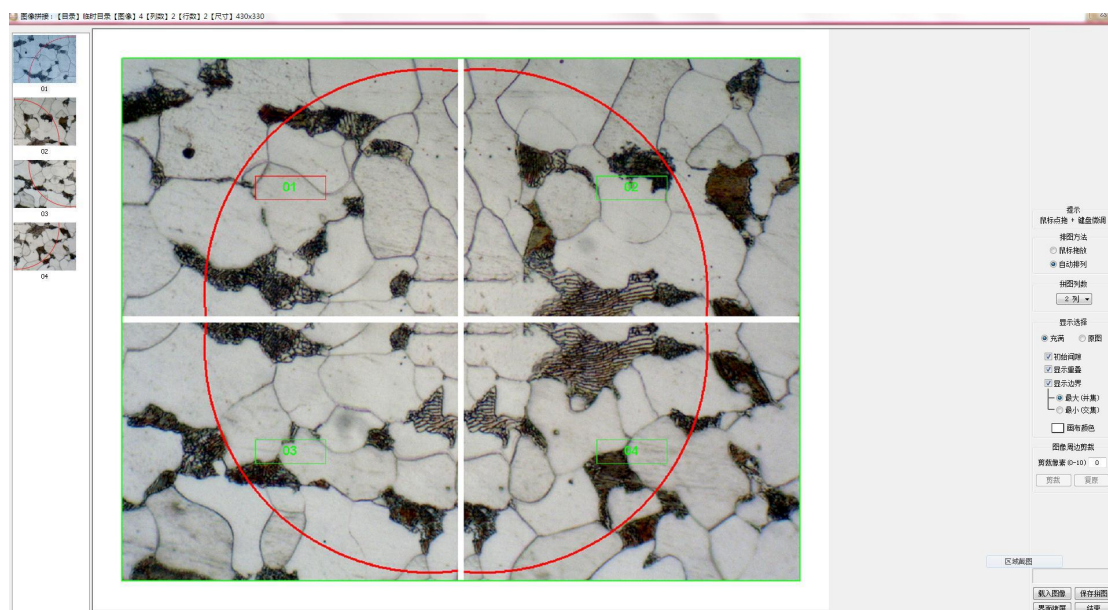 图像拼接：【目录】临时目录【图像】4【列数】2【行数】2【尺寸】430x330
01
02
03
04
01
02
03
04
提示
鼠标点拖 + 键盘微调
排图方法
鼠标拖放
自动排列
拼图列数
2 列
显示选择
充满
原图
初始间隙
显示重叠
显示边界
最大(并集)
最小(交集)
画布颜色
图像周边剪裁
剪裁像素(0-10) 0
剪裁
复原
区域截图
载入图像
保存拼图
结果